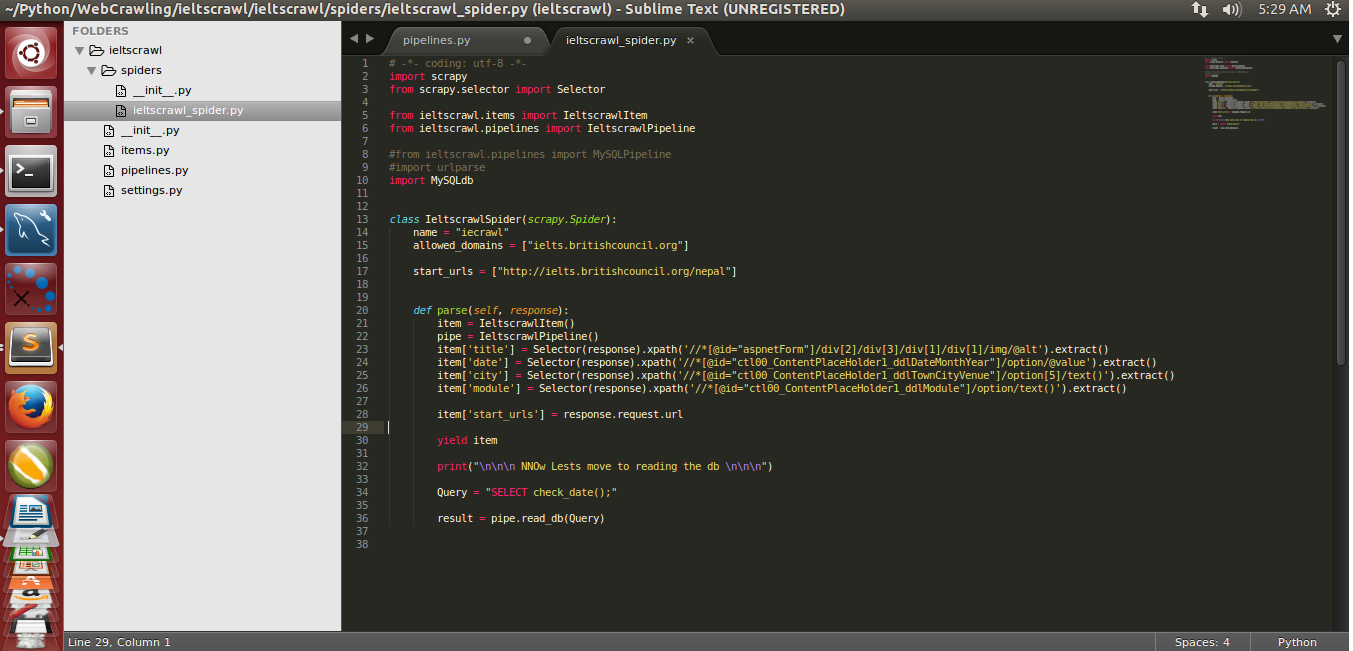 ~/Python/WebCrawling/ieltscrawl/ieltscrawl/spiders/ieltscrawl_spider.py (ieltscrawl) - Sublime Text (UNREGISTERED)
5:29 AM
FOLDERS
ieltscrawl
spiders
__init__.py
ieltscrawl_spider.py
__init__.py
items.py
pipelines.py
settings.py
pipelines.py
ieltscrawl_spider.py ×
1 # -*- coding: utf-8 -*-
2 import scrapy
3 from scrapy.selector import Selector
4
5 from ieltscrawl.items import IeltscrawlItem
6 from ieltscrawl.pipelines import IeltscrawlPipeline
7
8 #from ieltscrawl.pipelines import MySQLPipeline
9 #import urlparse
10 import MySQLdb
11
12
13 class IeltscrawlSpider(scrapy.Spider):
14     name = "iecrawl"
15     allowed_domains = ["ielts.britishcouncil.org"]
16
17     start_urls = ["http://ielts.britishcouncil.org/nepal"]
18
19
20     def parse(self, response):
21         item = IeltscrawlItem()
22         pipe = IeltscrawlPipeline()
23         item['title'] = Selector(response).xpath('//*[@id="aspnetForm"]/div[2]/div[3]/div[1]/div[1]/img/@alt').extract()
24         item['date'] = Selector(response).xpath('//*[@id="ctl00_ContentPlaceHolder1_ddlDateMonthYear"]/option/@value').extract()
25         item['city'] = Selector(response).xpath('//*[@id="ctl00_ContentPlaceHolder1_ddlTownCityVenue"]/option[5]/text()').extract()
26         item['module'] = Selector(response).xpath('//*[@id="ctl00_ContentPlaceHolder1_ddlModule"]/option/text()').extract()
27
28         item['start_urls'] = response.request.url
29
30         yield item
31
32         print("\n\n\n NNOw Lests move to reading the db \n\n\n")
33
34         Query = "SELECT check_date();"
35
36         result = pipe.read_db(Query)
37
38
Line 29, Column 1
Spaces: 4
Python